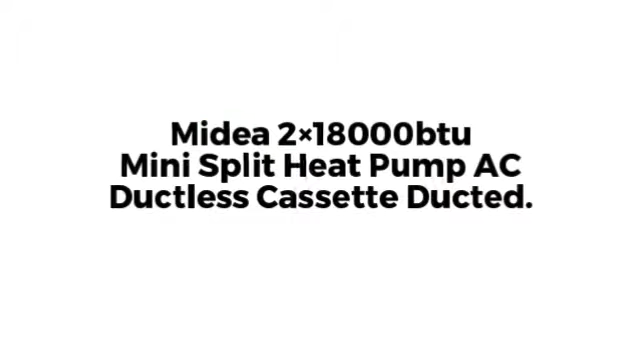 Midea 2×18000btu
Mini Split Heat Pump AC
Ductless Cassette Ducted.